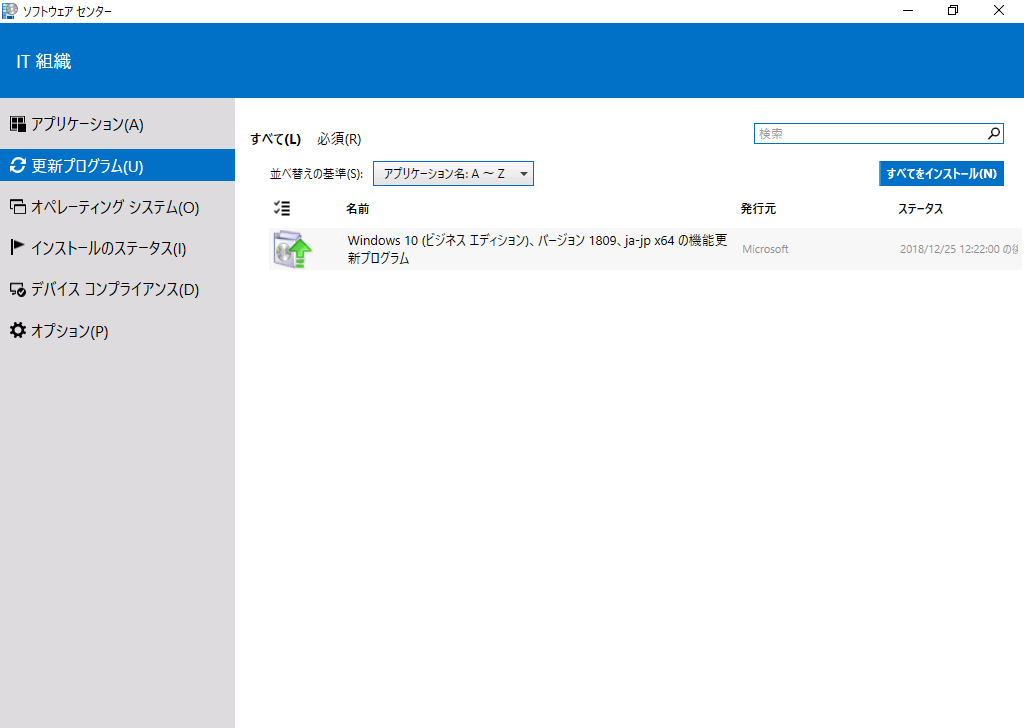 ソフトウェア センター
IT 組織
アプリケーション(A)
更新プログラム(U)
オペレーティング システム(O)
インストールのステータス(I)
デバイス コンプライアンス(D)
オプション(P)
すべて(L) 必須(R)
検索
並べ替えの基準(S): アプリケーション名: A ～ Z
すべてをインストール(N)
名前 発行元 ステータス
Windows 10 (ビジネス エディション)、バージョン 1809、ja-jp x64 の機能更
新プログラム
Microsoft
2018/12/25 12:22:00 の